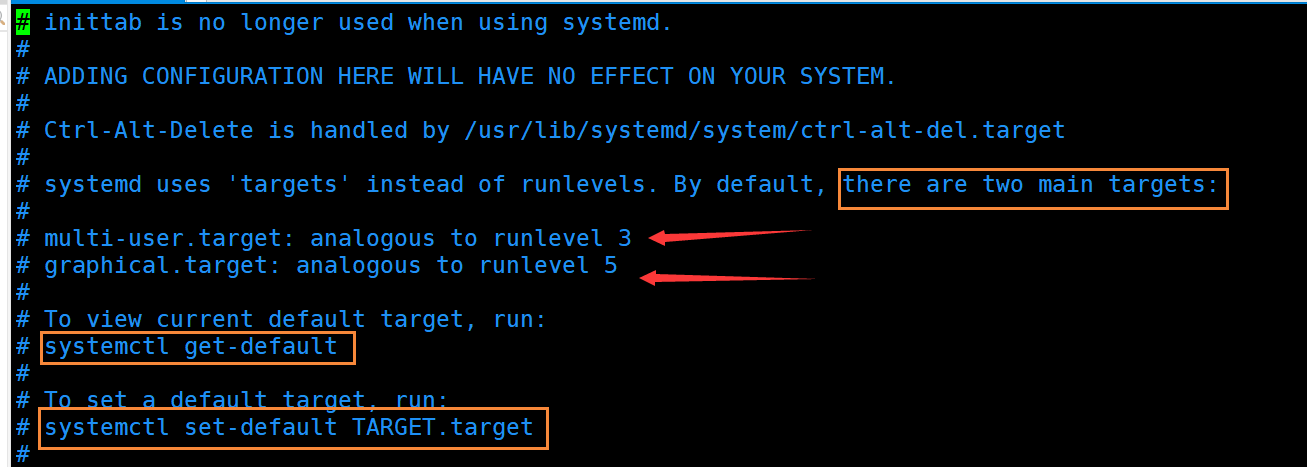 # inittab is no longer used when using systemd.
#
# ADDING CONFIGURATION HERE WILL HAVE NO EFFECT ON YOUR SYSTEM.
#
# Ctrl-Alt-Delete is handled by /usr/lib/systemd/system/ctrl-alt-del.target
#
# systemd uses 'targets' instead of runlevels. By default, there are two main targets:
#
# multi-user.target: analogous to runlevel 3
# graphical.target: analogous to runlevel 5
#
# To view current default target, run:
# systemctl get-default
#
# To set a default target, run:
# systemctl set-default TARGET.target
#